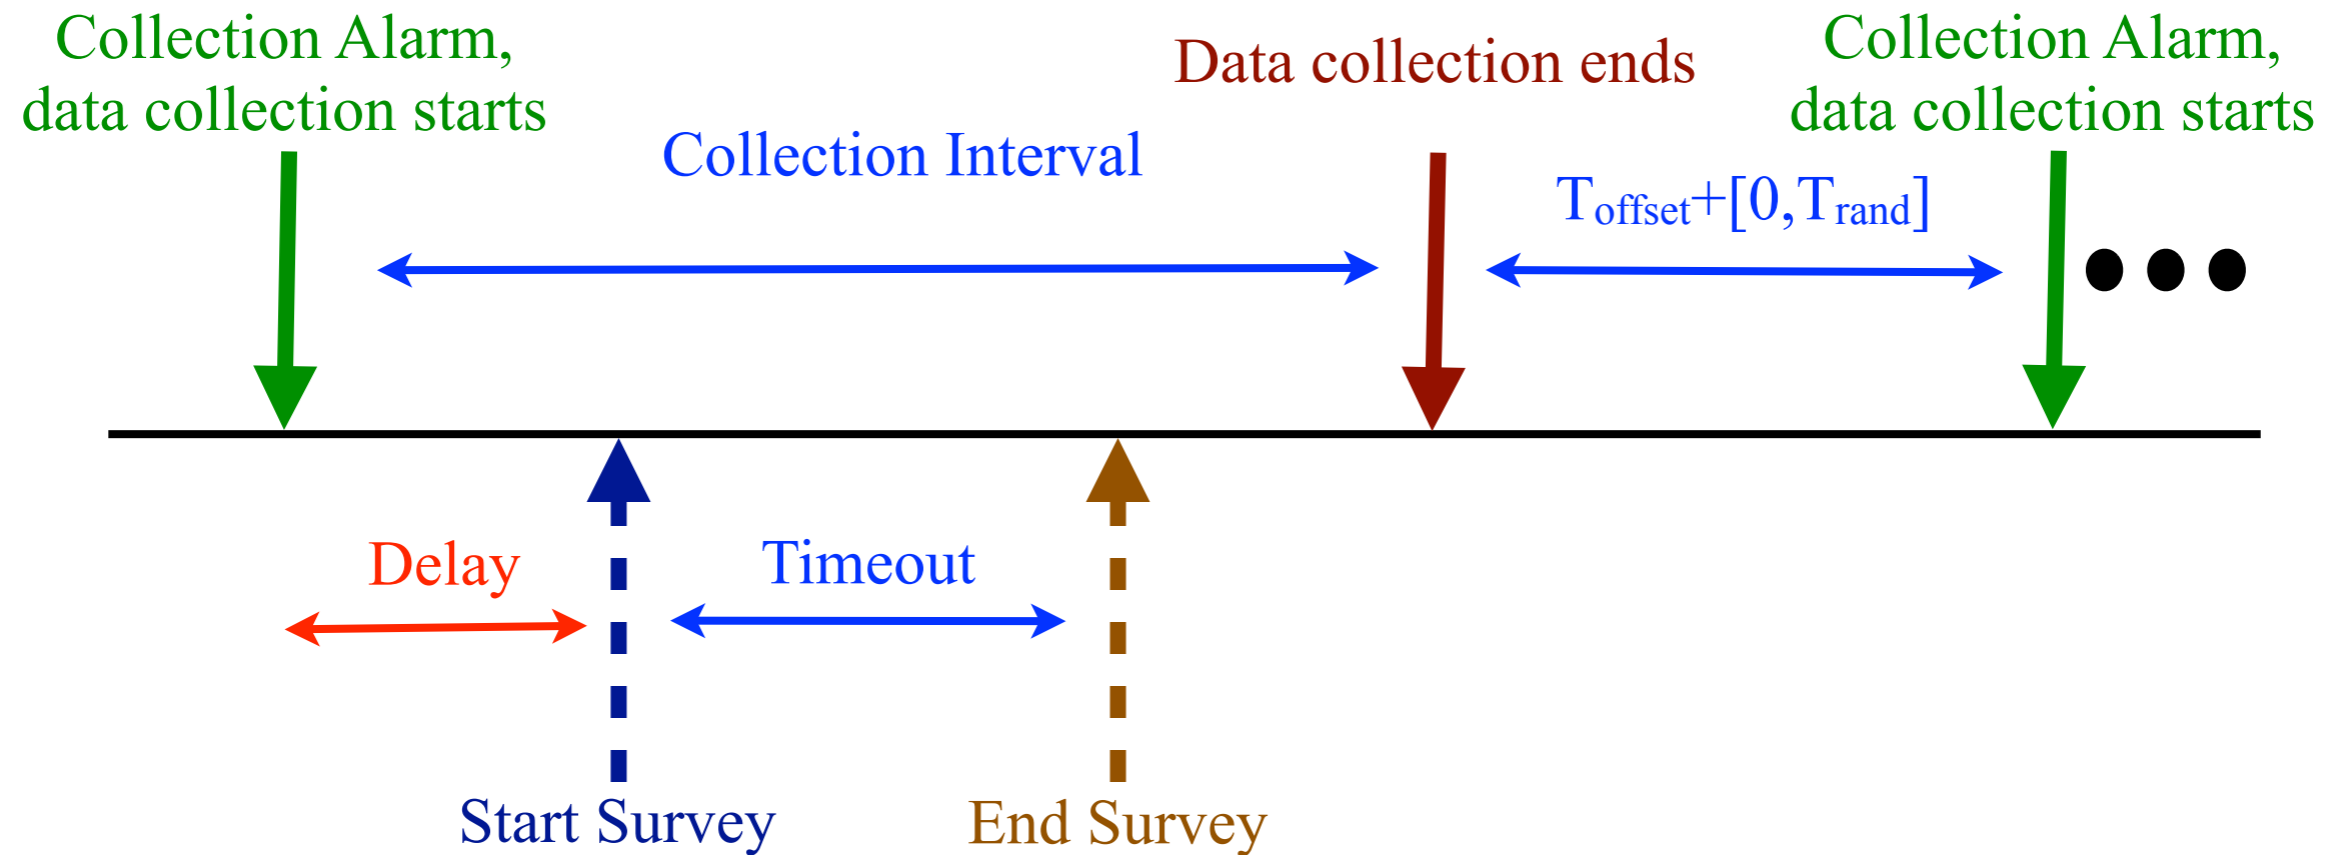 Collection Alarm,
data collection starts
Data collection ends
Collection Alarm,
data collection starts
Collection Interval
Toffset+[0,Trand]
Delay
Timeout
Start Survey
End Survey